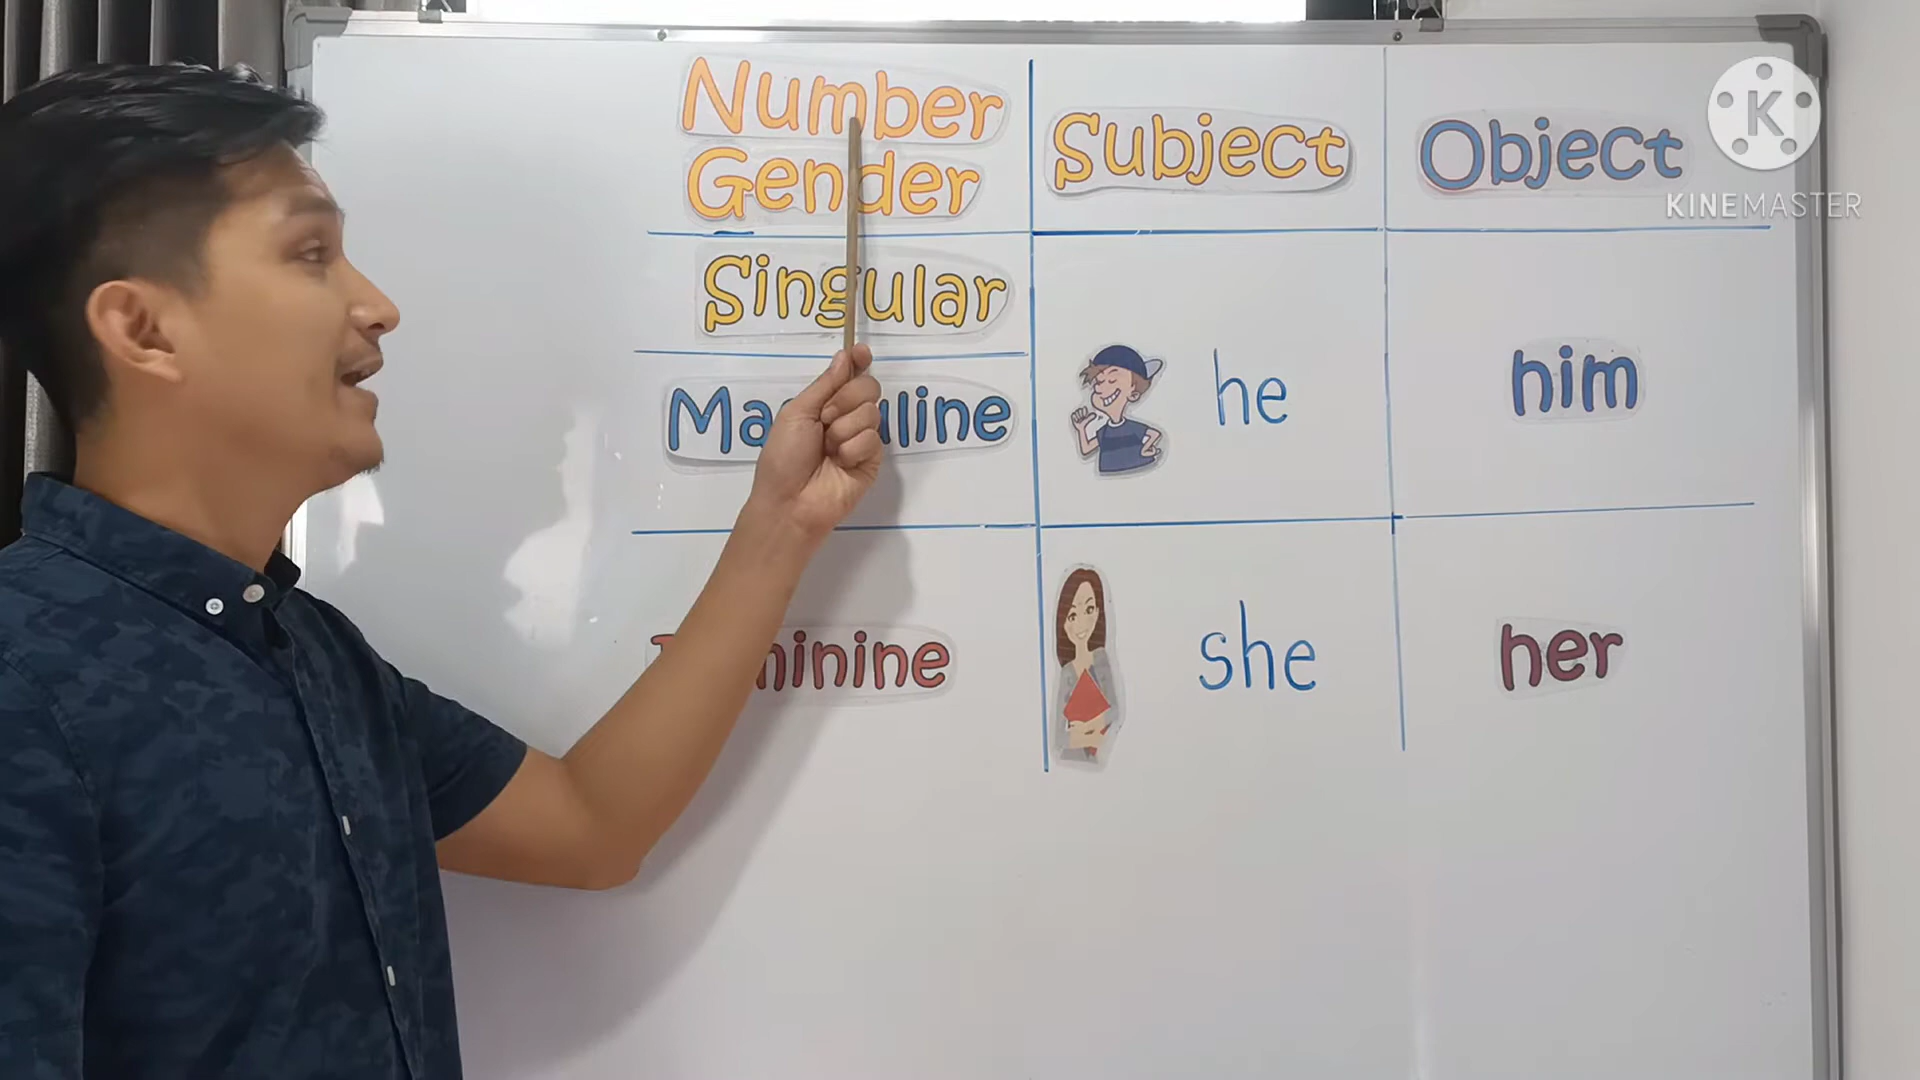 Number
Gender
Subject
Object
K
KINEMASTER
Singular
he
him
she
her